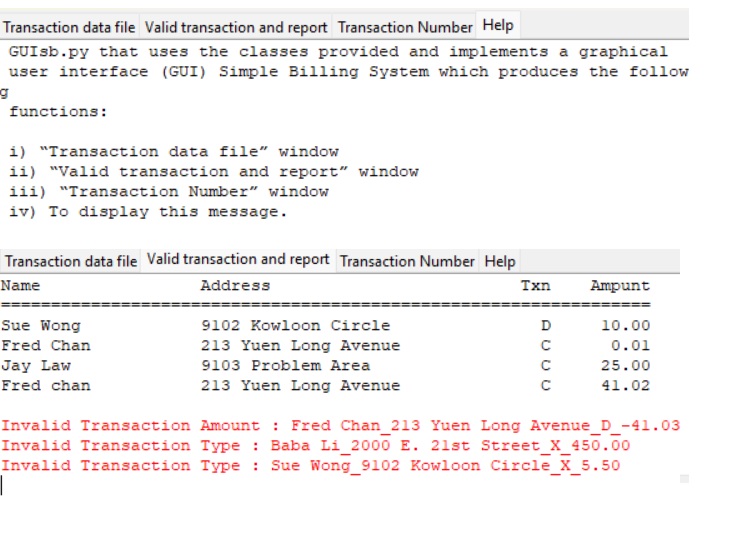 Transaction data file Valid transaction and report Transaction Number Help
GUIsb.py that uses the classes provided and implements a graphical
user interface (GUI) Simple Billing System which produces the follow
g
functions:
i) “Transaction data file” window
ii) “Valid transaction and report” window
iii) “Transaction Number” window
iv) To display this message.
Transaction data file Valid transaction and report Transaction Number Help
Name Address Txn Ampunt
=================================================================
Sue Wong 9102 Kowloon Circle D 10.00
Fred Chan 213 Yuen Long Avenue C 0.01
Jay Law 9103 Problem Area C 25.00
Fred chan 213 Yuen Long Avenue C 41.02
Invalid Transaction Amount : Fred Chan_213 Yuen Long Avenue_D_-41.03
Invalid Transaction Type : Baba Li_2000 E. 21st Street_X_450.00
Invalid Transaction Type : Sue Wong_9102 Kowloon Circle_X_5.50